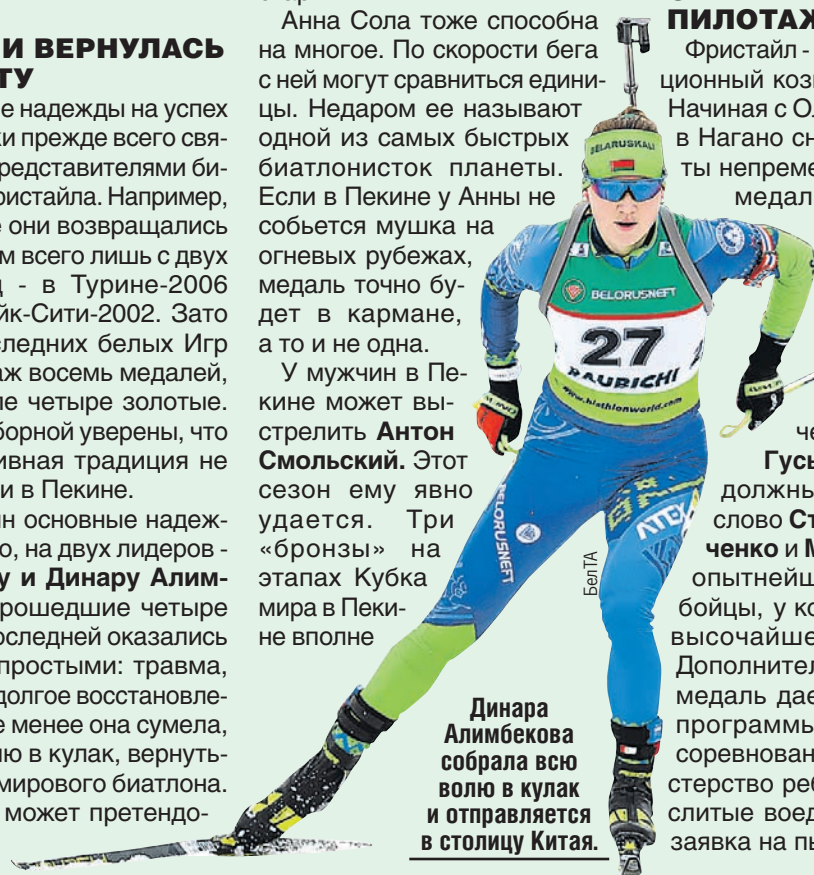 И ВЕРНУЛАСЬ
ТУ
е надежды на успех
ки прежде всего свя-
редставителями би-
ристайла. Например,
е они возвращались
м всего лишь с двух
д - в Турине-2006
йк-Сити-2002. Зато
следних белых Игр
аж восемь медалей,
ле четыре золотые.
борной уверены, что
ивная традиция не
и в Пекине.
ин основные надеж-
о, на двух лидеров -
у и Динару Алим-
рошедшие четыре
оследней оказались
простыми: травма,
долгое восстановле-
е менее она сумела,
лю в кулак, вернуть-
мирового биатлона.
может претендо-
Анна Сола тоже способна
на многое. По скорости бега
с ней могут сравниться едини-
цы. Недаром ее называют
одной из самых быстрых
биатлонисток планеты.
Если в Пекине у Анны не
собьется мушка на
огневых рубежах,
медаль точно бу-
дет в кармане,
а то и не одна.
У мужчин в Пе-
кине может вы-
стрелить Антон
Смольский. Этот
сезон ему явно
удается. Три
«бронзы» на
этапах Кубка
мира в Пеки-
не вполне
BELARUSKALI
BELORUSNEFT
27
RAUBICHI
www.biathlonworld.com
BELORUSNEFT
ATEX
БелТА
Динара
Алимбекова
собрала всю
волю в кулак
и отправляется
в столицу Китая.
ПИЛОТАЖ
Фристайл -
ционный коз
Начиная с О
в Нагано сн
ты непреме
медал
че
Гусь
должны
слово Ст
ченко и М
опытнейш
бойцы, у ко
высочайше
Дополнител
медаль дае
программы
соревнован
стерство реб
слитые воед
заявка на п